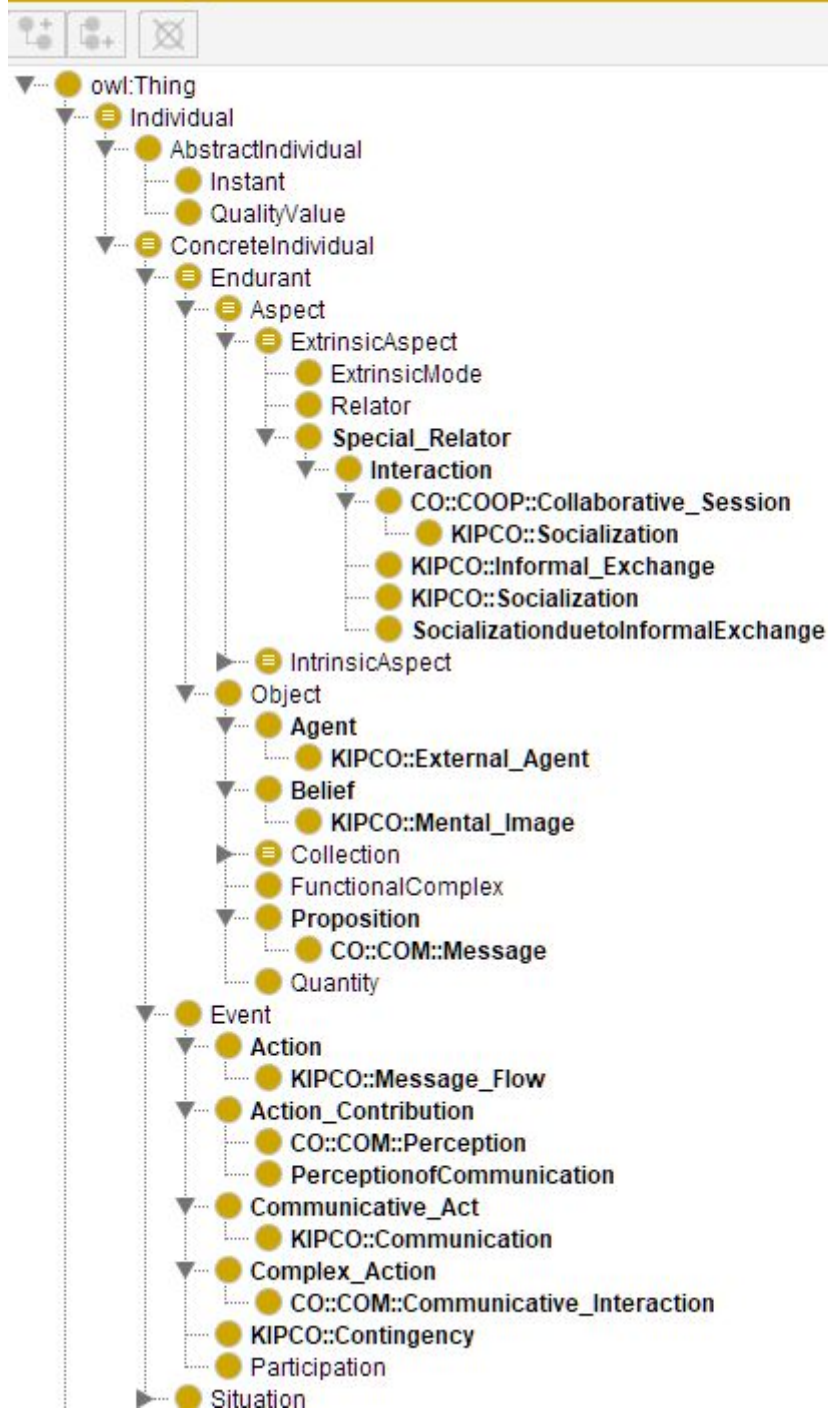 owl:Thing
Individual
AbstractIndividual
Instant
QualityValue
ConcreteIndividual
Endurant
Aspect
ExtrinsicAspect
ExtrinsicMode
Relator
Special_Relator
Interaction
CO::COOP::Collaborative_Session
KIPCO::Socialization
KIPCO::Informal_Exchange
KIPCO::Socialization
SocializationduetoInformalExchange
IntrinsicAspect
Object
Agent
KIPCO::External_Agent
Belief
KIPCO::Mental_Image
Collection
FunctionalComplex
Proposition
CO::COM::Message
Quantity
Event
Action
KIPCO::Message_Flow
Action_Contribution
CO::COM::Perception
PerceptionofCommunication
Communicative_Act
KIPCO::Communication
Complex_Action
CO::COM::Communicative_Interaction
KIPCO::Contingency
Participation
Situation